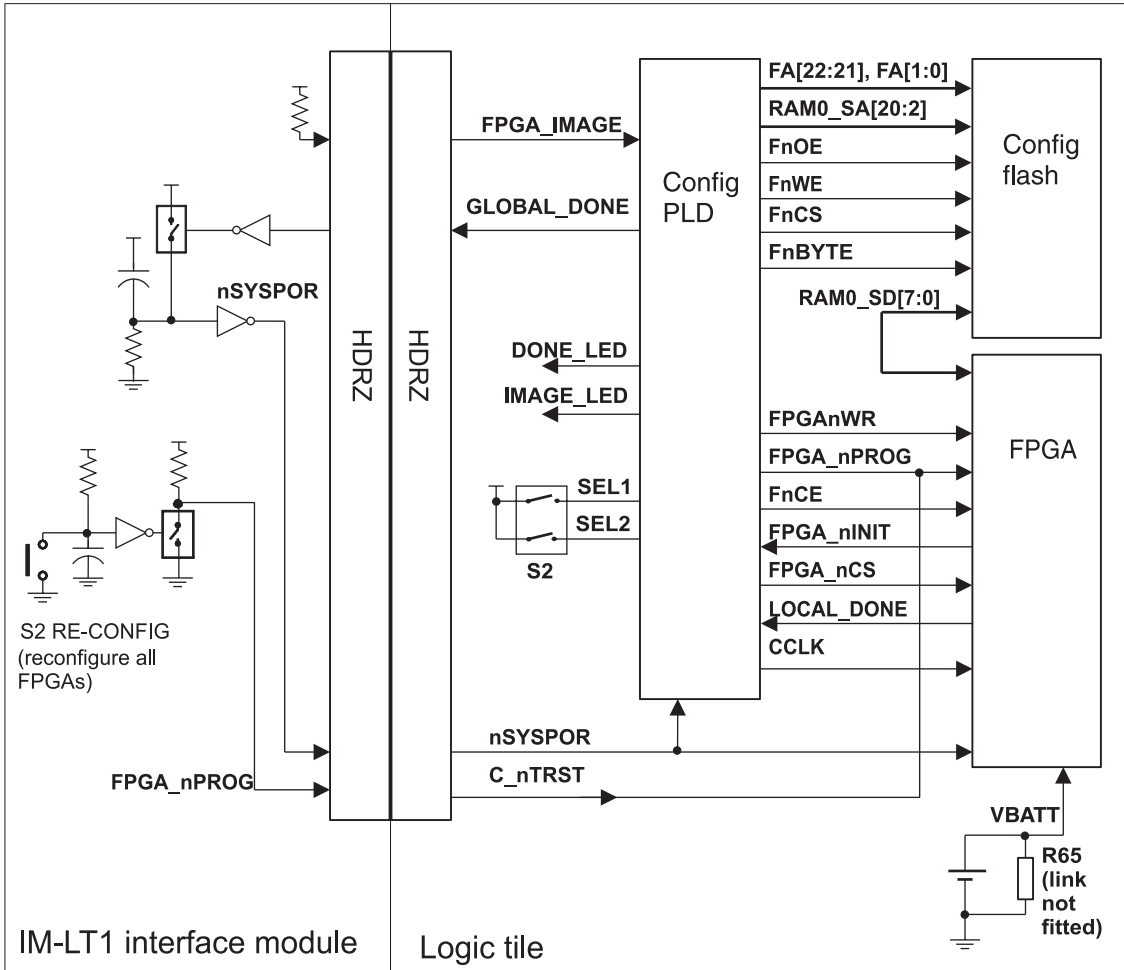 FA[22:21], FA[1:0]
RAM0_SA[20:2]
FPGA_IMAGE
FnOE
Config
flash
Config
PLD
FnWE
GLOBAL_DONE
FnCS
FnBYTE
nSYSPOR
RAM0_SD[7:0]
HDRZ
HDRZ
DONE_LED
IMAGE_LED
FPGAnWR
FPGA
FPGA_nPROG
SEL1
FnCE
SEL2
FPGA_nINIT
S2
FPGA_nCS
LOCAL_DONE
CCLK
S2 RE-CONFIG
(reconfigure all
FPGAs)
nSYSPOR
C_nTRST
FPGA_nPROG
VBATT
R65
(link
not
fitted)
IM-LT1 interface module
Logic tile